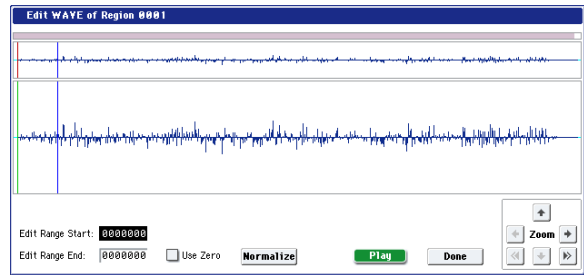 Edit WAVE of Region 0001
Edit Range Start: 0000000
Zoom
Edit Range End: 0000000 Use Zero Normalize Play Done